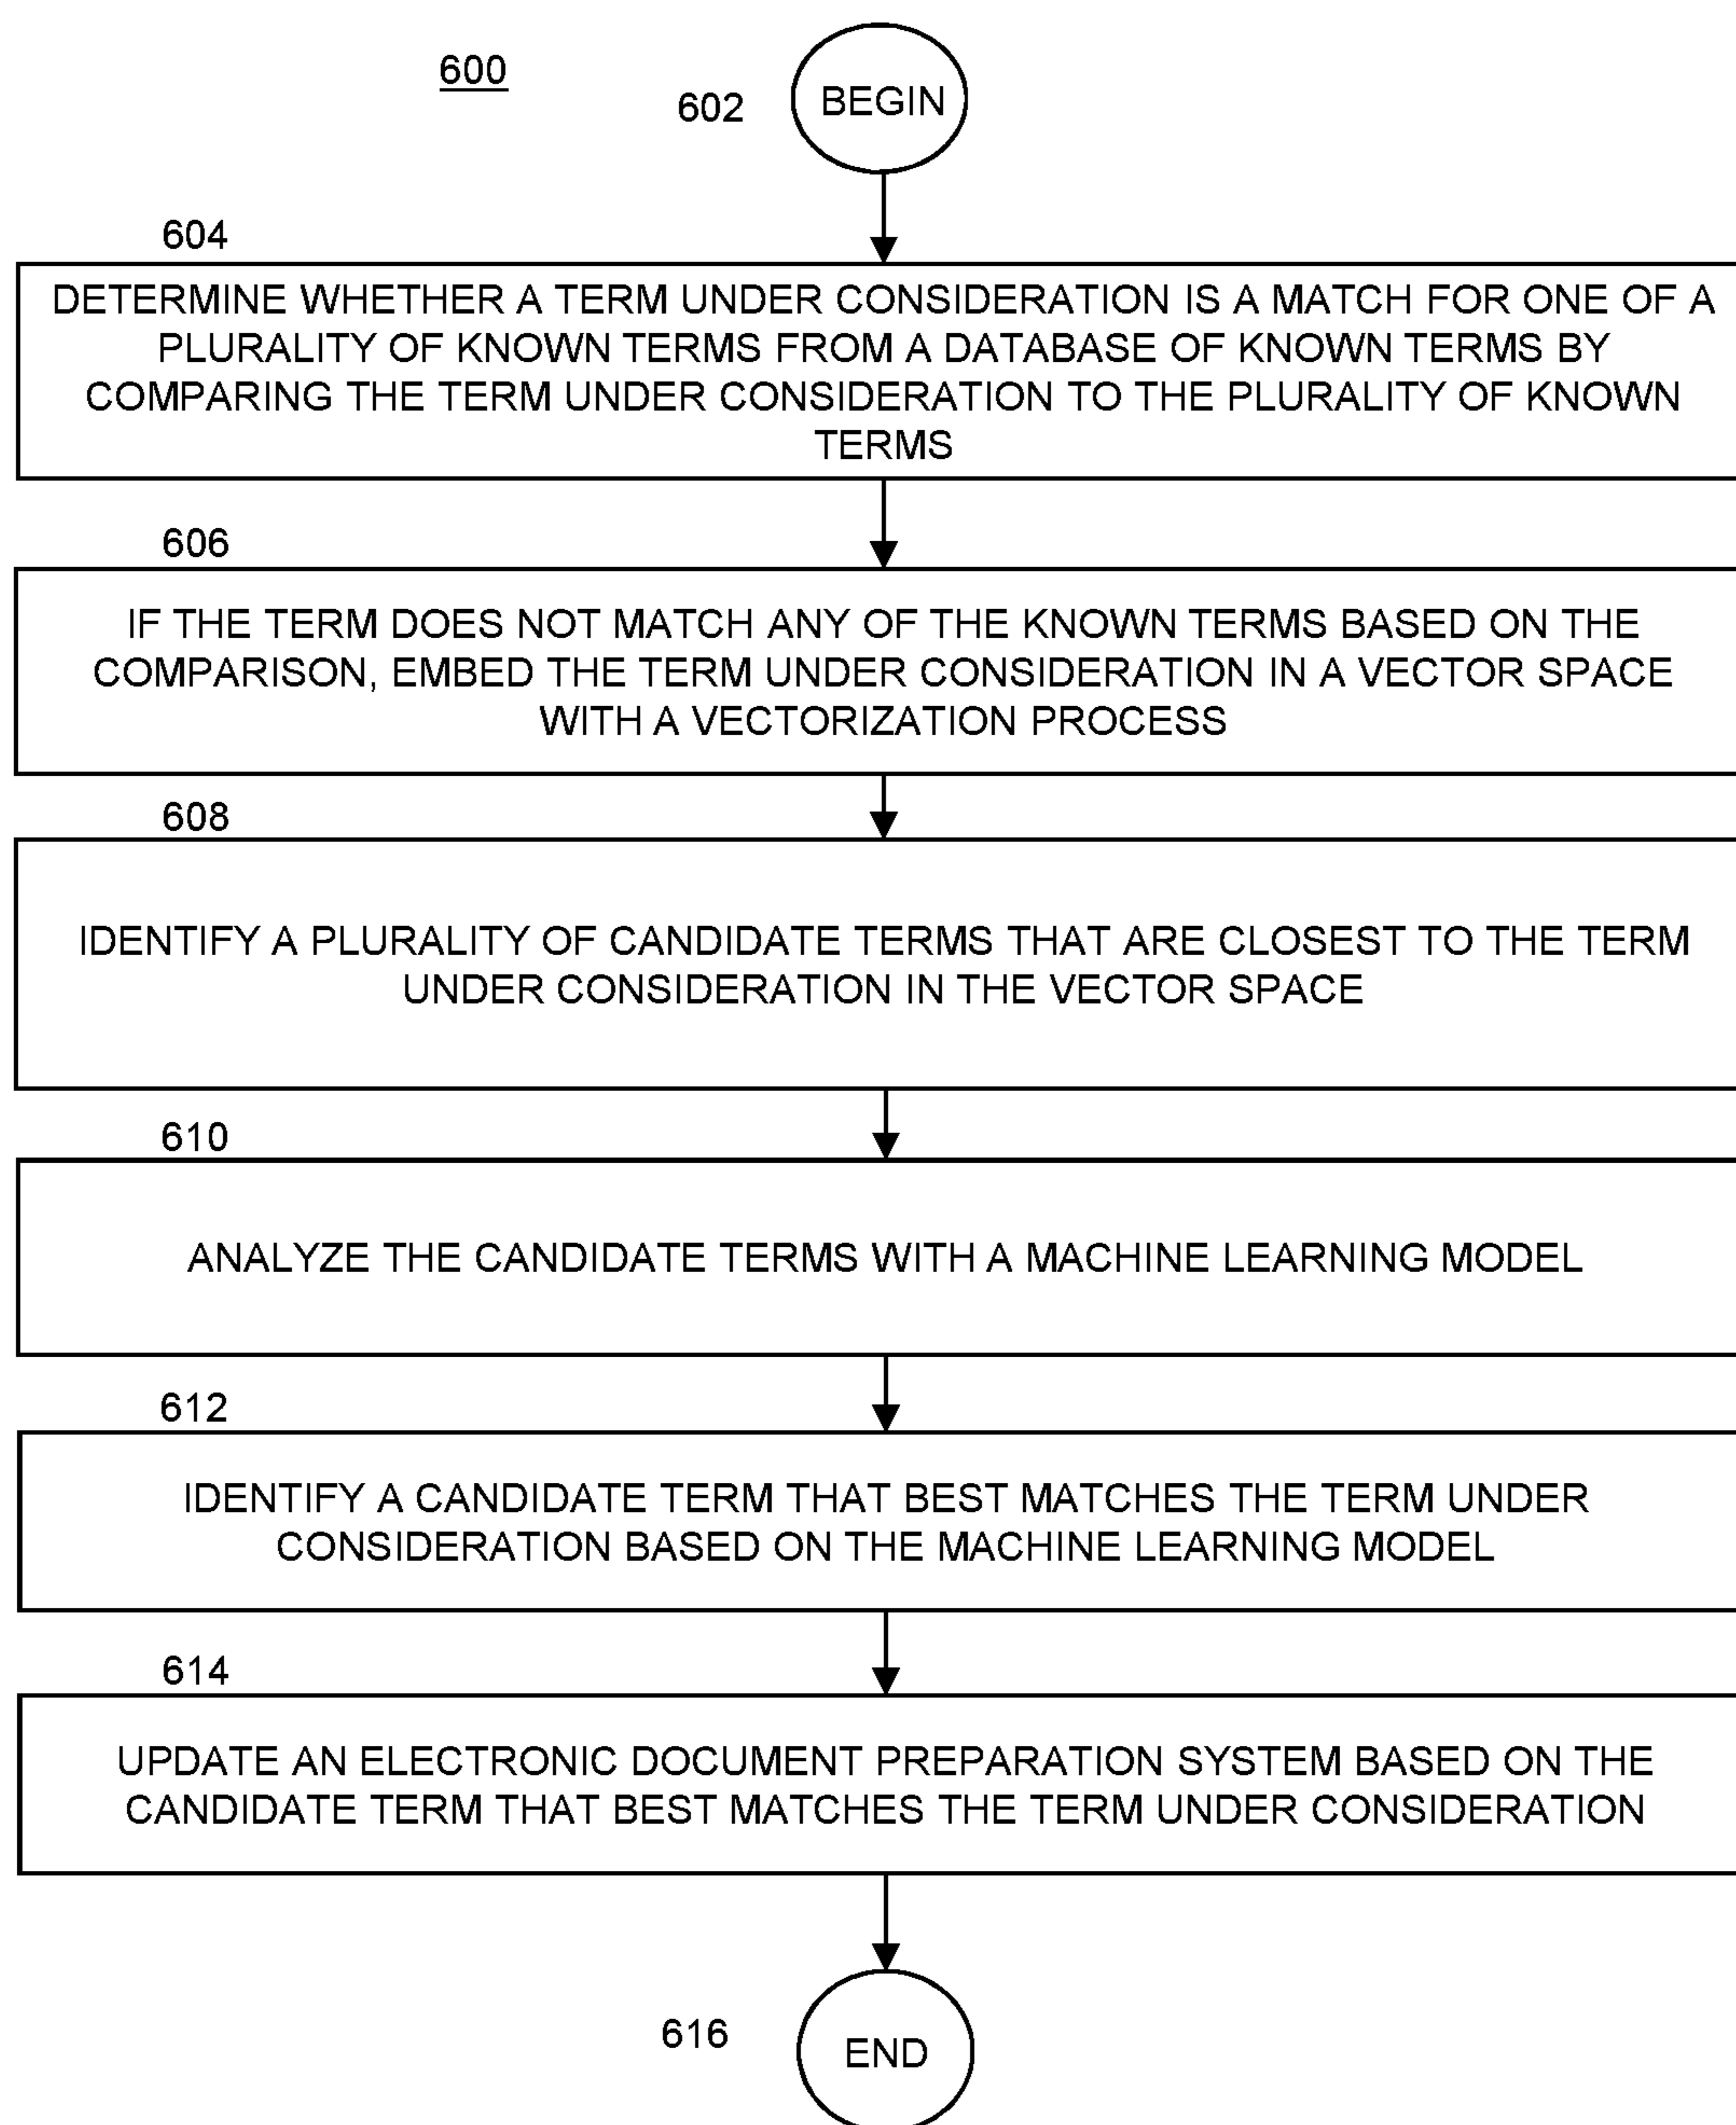 600
602
BEGIN
604
DETERMINE WHETHER A TERM UNDER CONSIDERATION IS A MATCH FOR ONE OF A
PLURALITY OF KNOWN TERMS FROM A DATABASE OF KNOWN TERMS BY
COMPARING THE TERM UNDER CONSIDERATION TO THE PLURALITY OF KNOWN
TERMS
606
IF THE TERM DOES NOT MATCH ANY OF THE KNOWN TERMS BASED ON THE
COMPARISON, EMBED THE TERM UNDER CONSIDERATION IN A VECTOR SPACE
WITH A VECTORIZATION PROCESS
608
IDENTIFY A PLURALITY OF CANDIDATE TERMS THAT ARE CLOSEST TO THE TERM
UNDER CONSIDERATION IN THE VECTOR SPACE
610
ANALYZE THE CANDIDATE TERMS WITH A MACHINE LEARNING MODEL
612
IDENTIFY A CANDIDATE TERM THAT BEST MATCHES THE TERM UNDER
CONSIDERATION BASED ON THE MACHINE LEARNING MODEL
614
UPDATE AN ELECTRONIC DOCUMENT PREPARATION SYSTEM BASED ON THE
CANDIDATE TERM THAT BEST MATCHES THE TERM UNDER CONSIDERATION
616
END